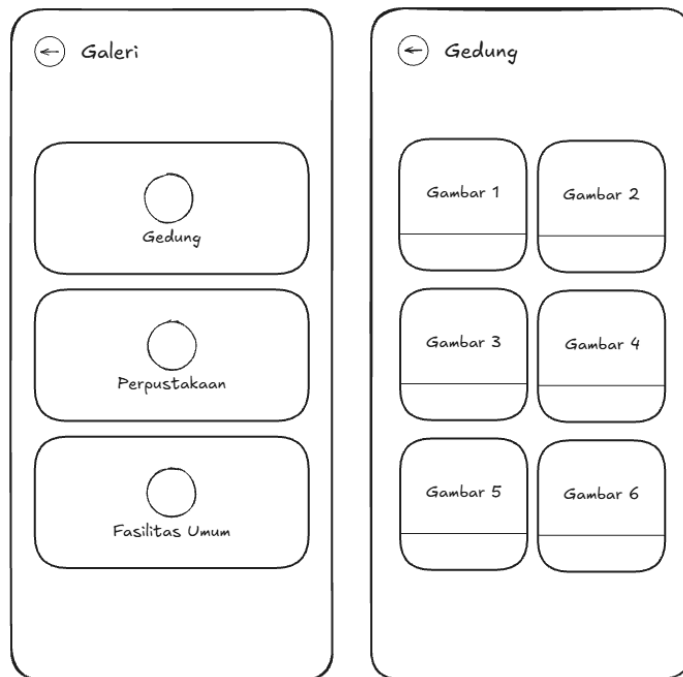 Galeri
Gedung
Perpustakaan
Fasilitas Umum
Gedung
Gambar 1
Gambar 2
Gambar 3
Gambar 4
Gambar 5
Gambar 6